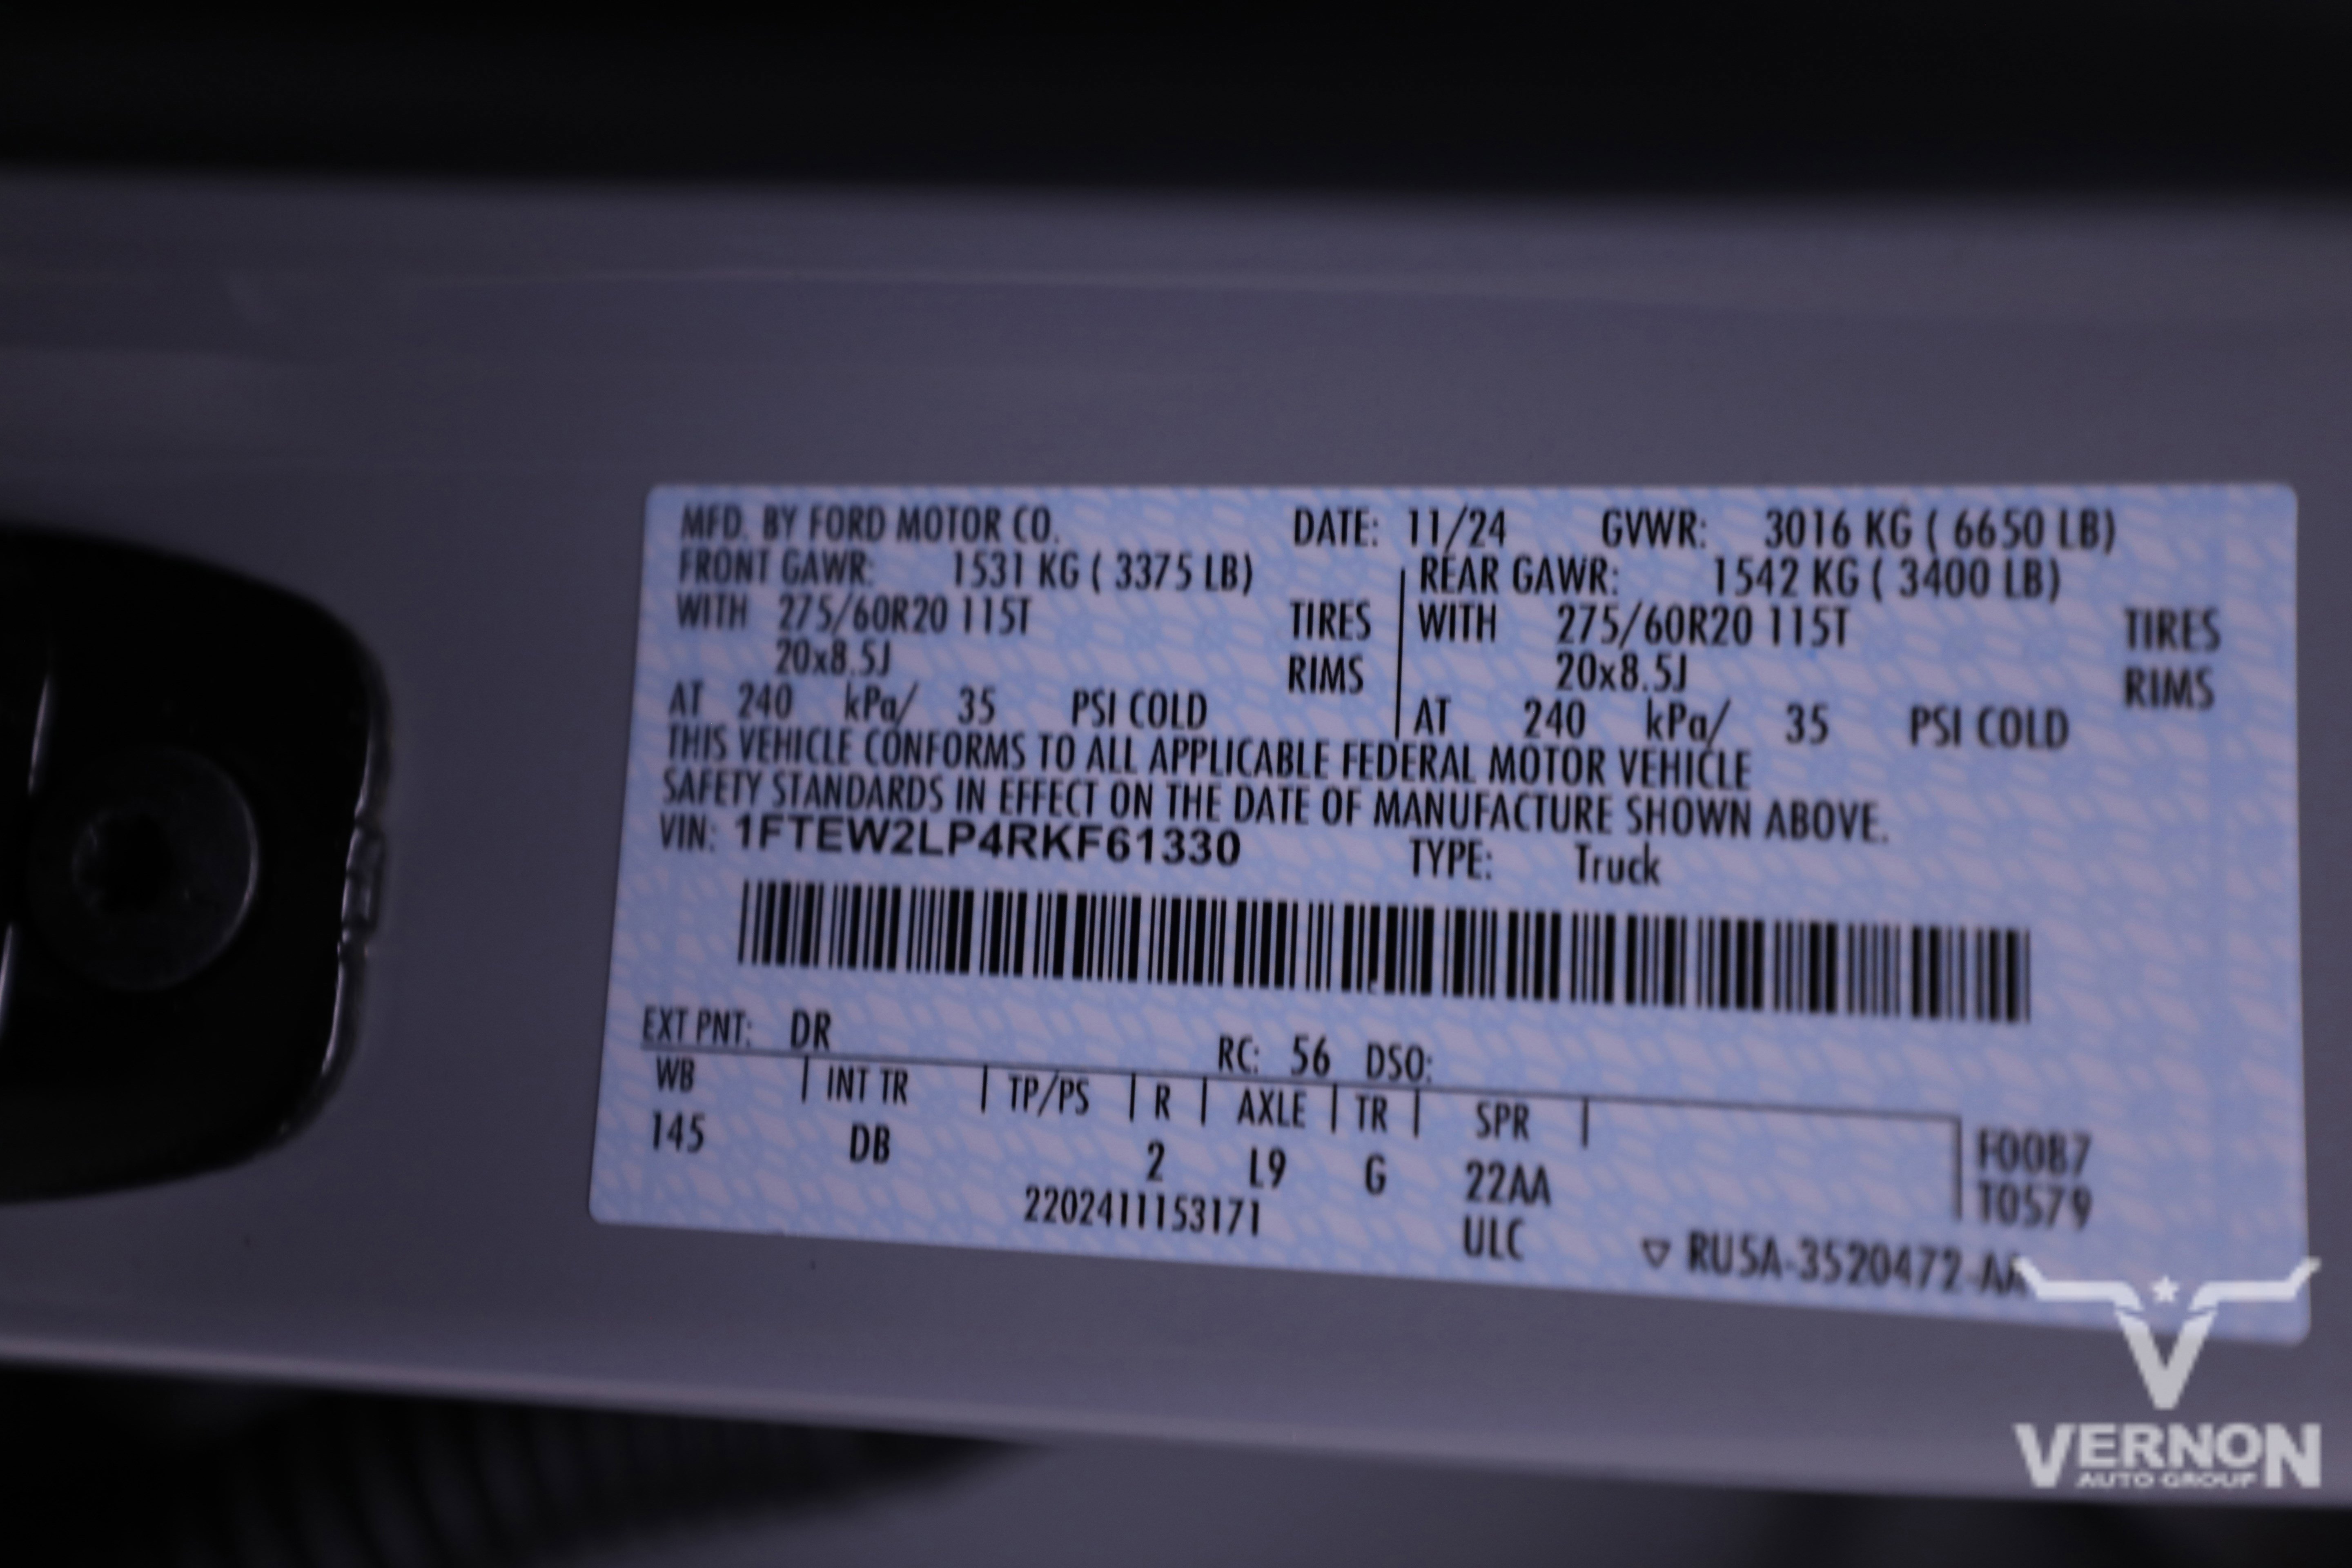 MFD. BY FORD MOTOR CO. DATE: 11/24 GVWR: 3016 KG ( 6650 LB)
FRONT GAWR: 1531 KG ( 3375 LB) REAR GAWR: 1542 KG ( 3400 LB)
WITH 275/60R20 115T TIRES WITH 275/60R20 115T TIRES
20x8.5J RIMS 20x8.5J RIMS
AT 240 kPa/ 35 PSI COLD AT 240 kPa/ 35 PSI COLD
THIS VEHICLE CONFORMS TO ALL APPLICABLE FEDERAL MOTOR VEHICLE
SAFETY STANDARDS IN EFFECT ON THE DATE OF MANUFACTURE SHOWN ABOVE.
VIN: 1FTEW2LP4RKF61330 TYPE: Truck
EXT PNT: DR RC: 56 DSO:
WB INT TR TP/PS R AXLE TR SPR
145 DB 2 L9 G 22AA
F0087
T0579
2202411153171 ULC ▽ RU5A-3520472-AA
VERNON
AUTO GROUP